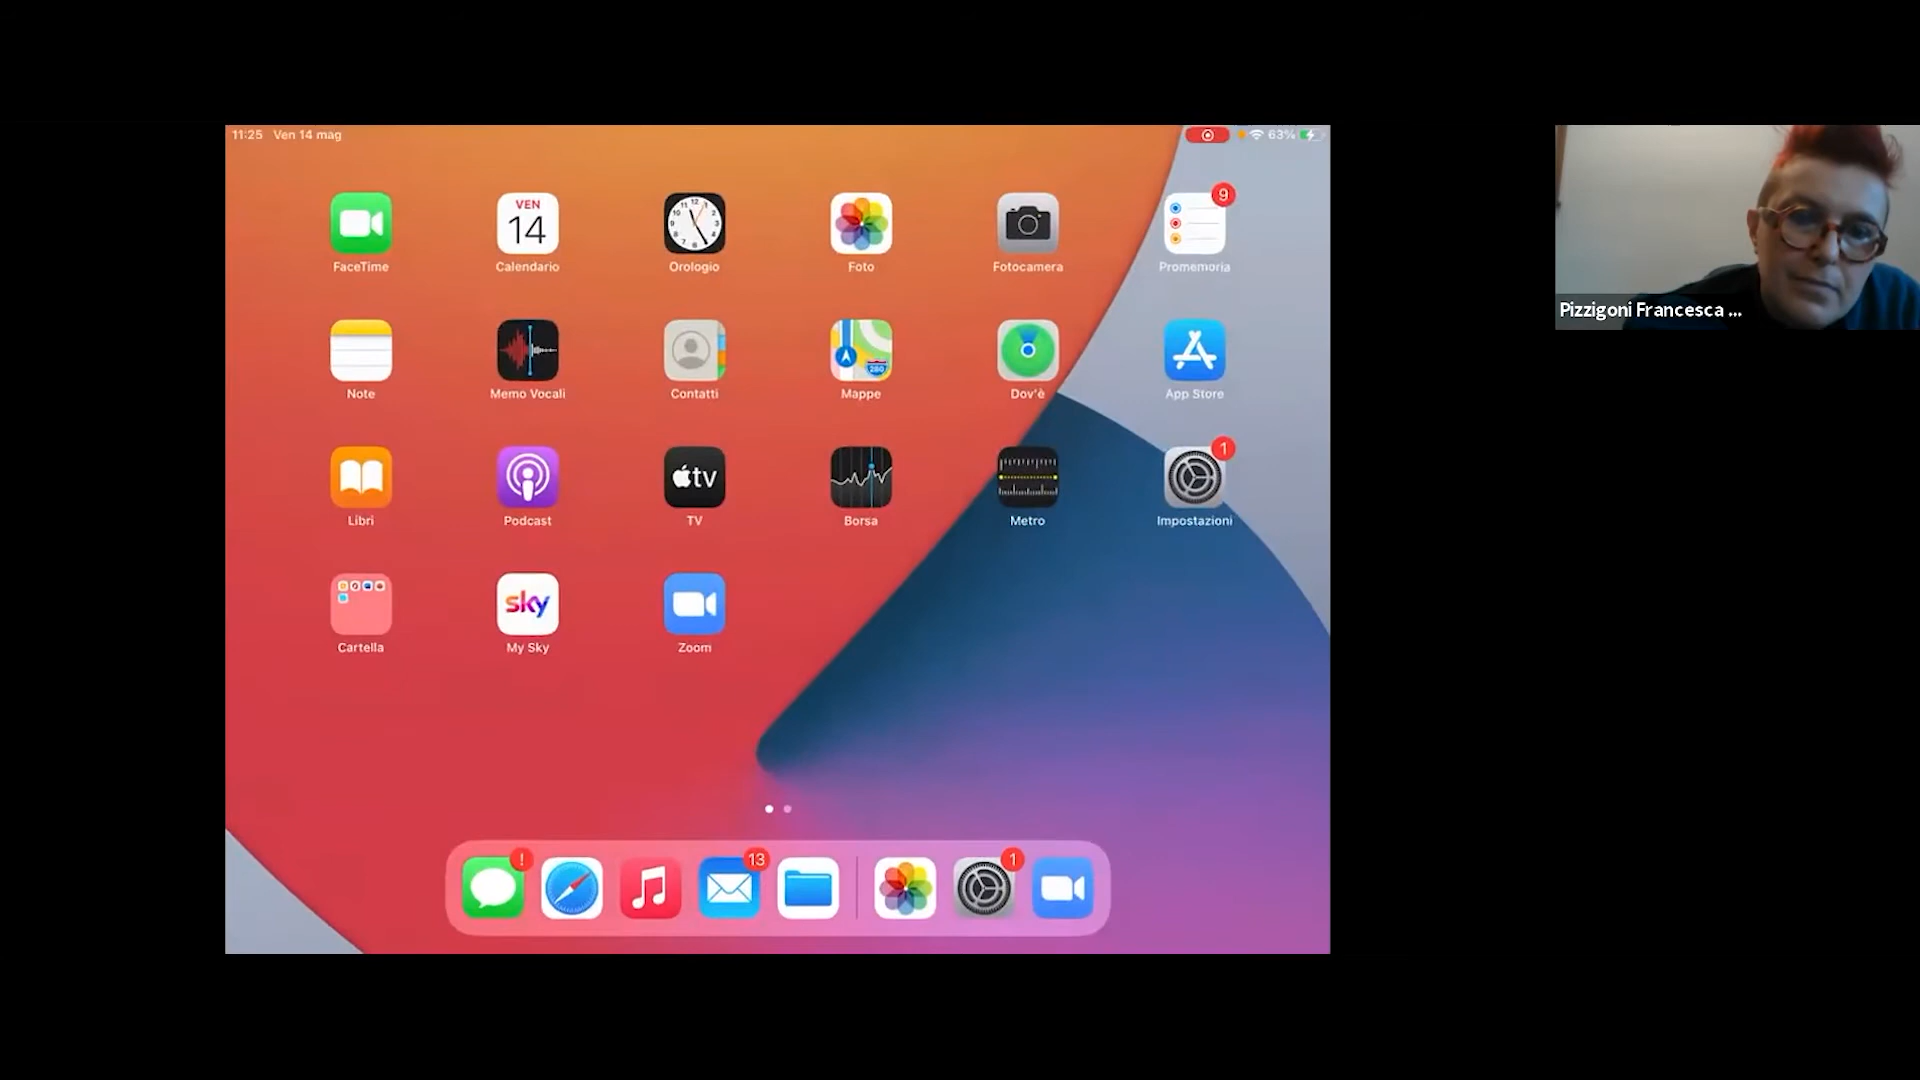 11:25 Ven 14 mag
63%
VEN
14
9
FaceTime
Calendario
Orologio
Foto
Fotocamera
Promemoria
280
Note
Memo Vocali
Contatti
Mappe
Dov'è
App Store
tv
1
Libri
Podcast
TV
Borsa
Metro
Impostazioni
sky
Cartella
My Sky
Zoom
!
13
1
Pizzigoni Francesca ...